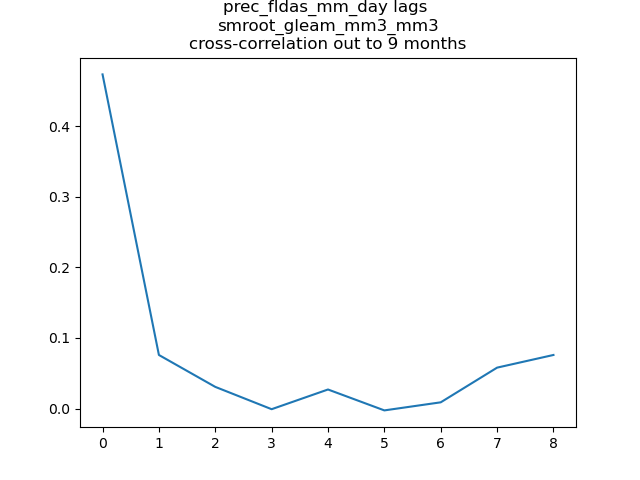 prec_fldas_mm_day lags
smroot_gleam_mm3_mm3
cross-correlation out to 9 months
0.4
0.3
0.2
0.1
0.0
0 1 2 3 4 5 6 7 8